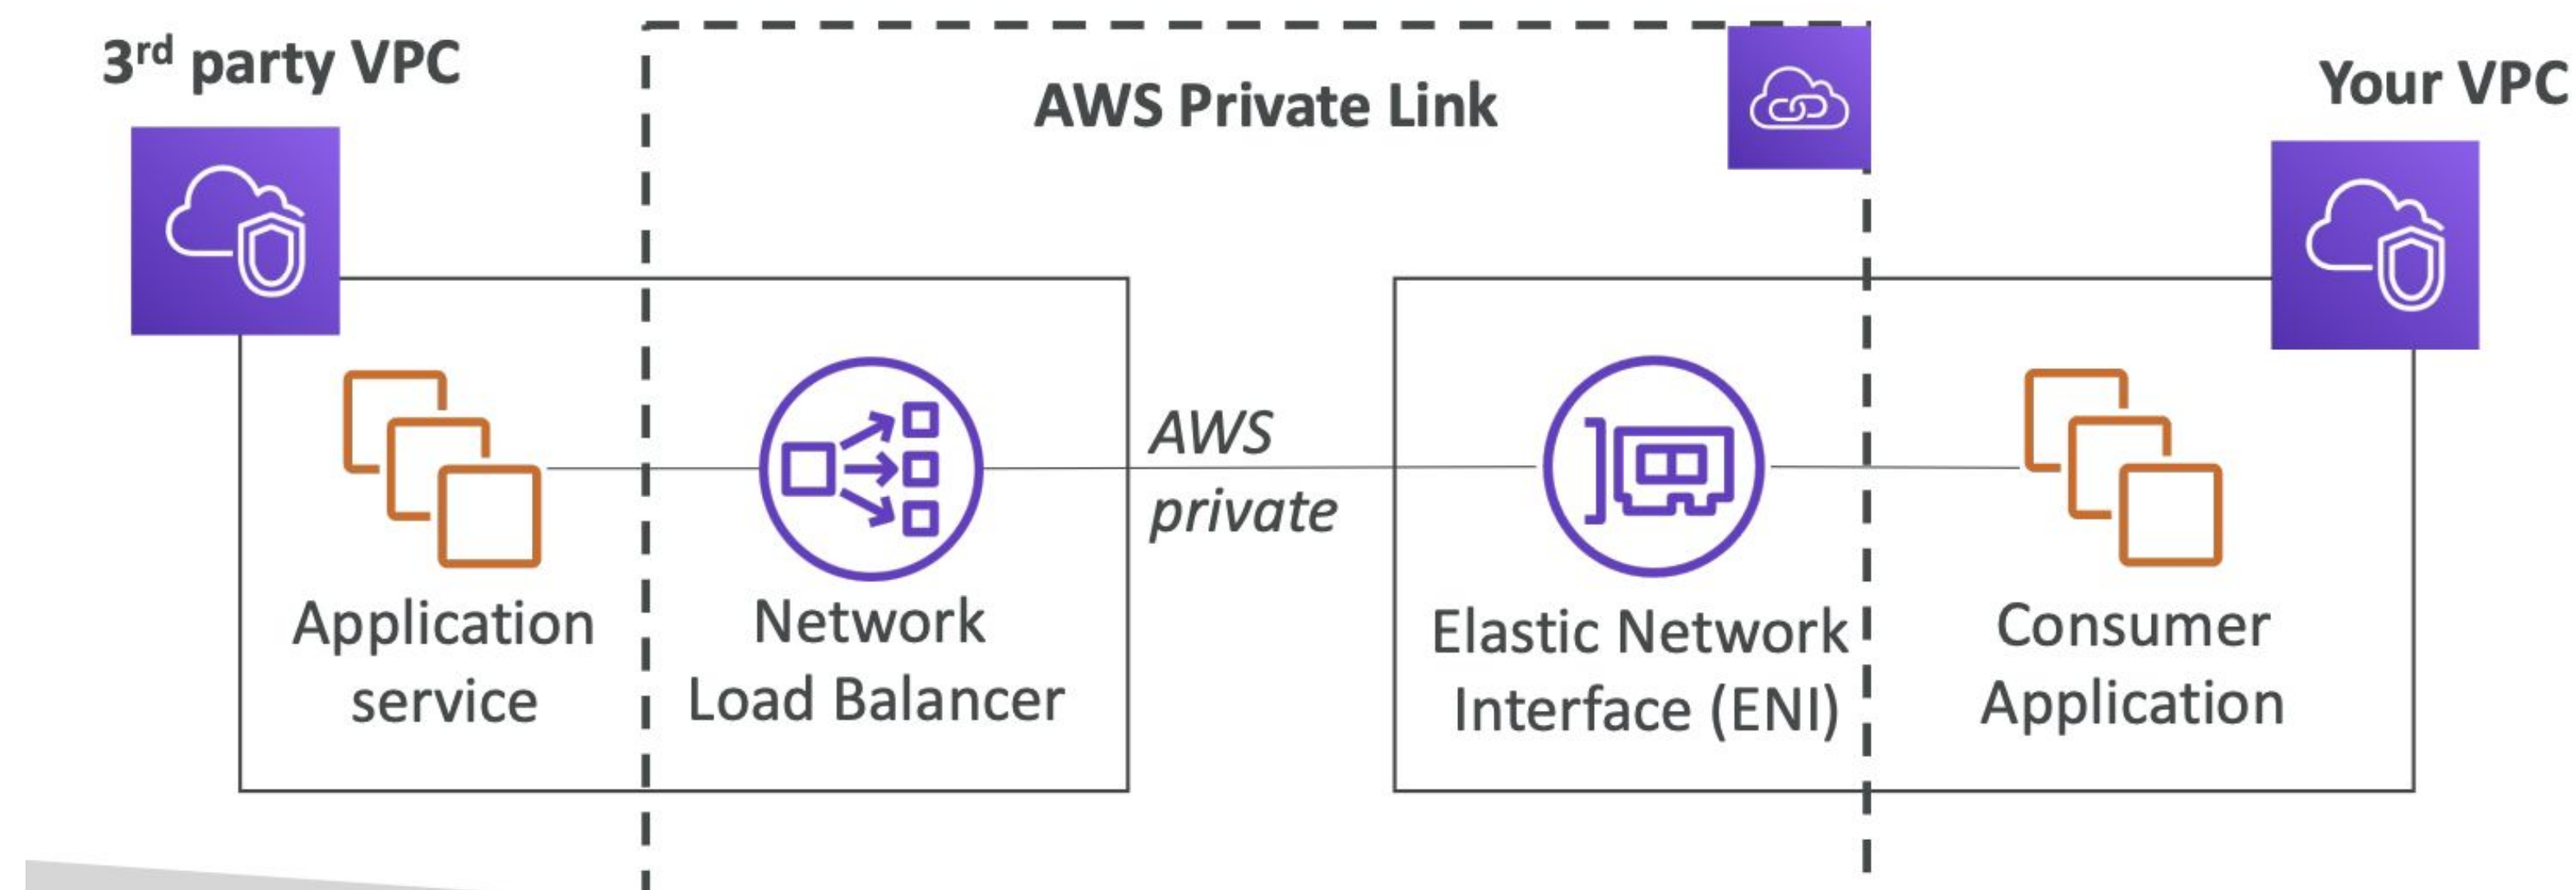 3rd party VPC
AWS Private Link
Your VPC
AWS
private
Application
service
Network
Load Balancer
Elastic Network
Interface (ENI)
Consumer
Application